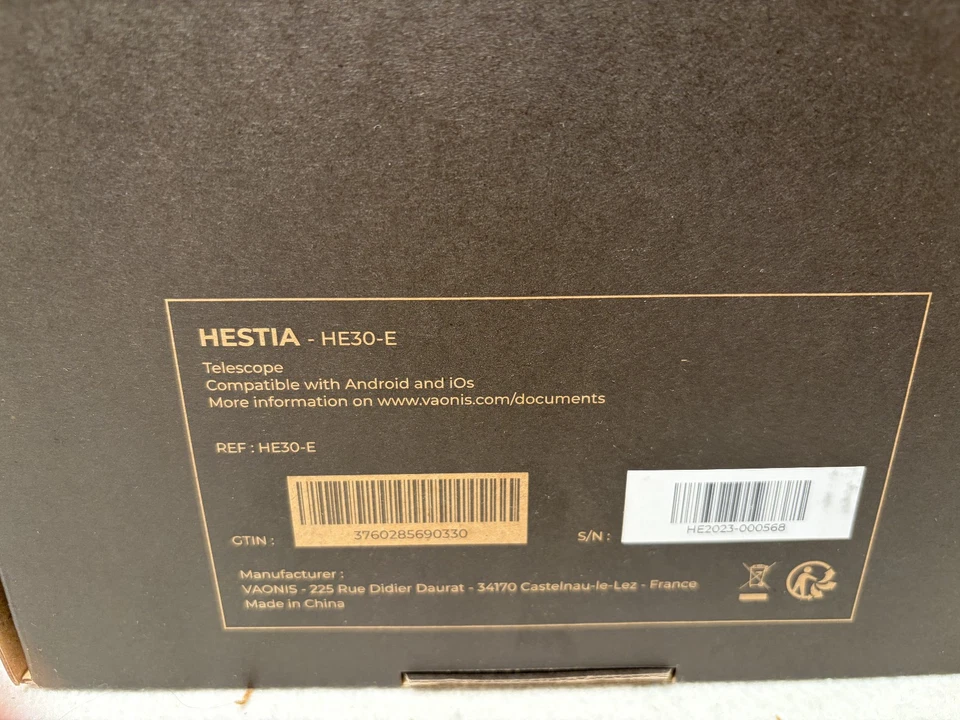 HESTIA - HE30-E
Telescope
Compatible with Android and iOs
More information on www.vaonis.com/documents
REF : HE30-E
GTIN : 3760285690330
S/N : HE2023-000568
Manufacturer :
VAONIS - 225 Rue Didier Daurat - 34170 Castelnau-le-Lez - France
Made in China